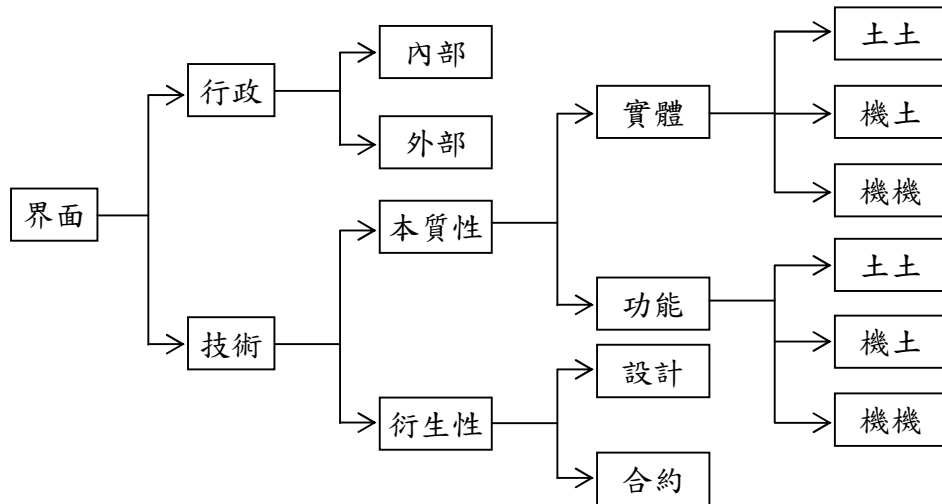 界面
行政
技術
內部
外部
本質性
衍生性
實體
功能
設計
合約
土土
機土
機機
土土
機土
機機